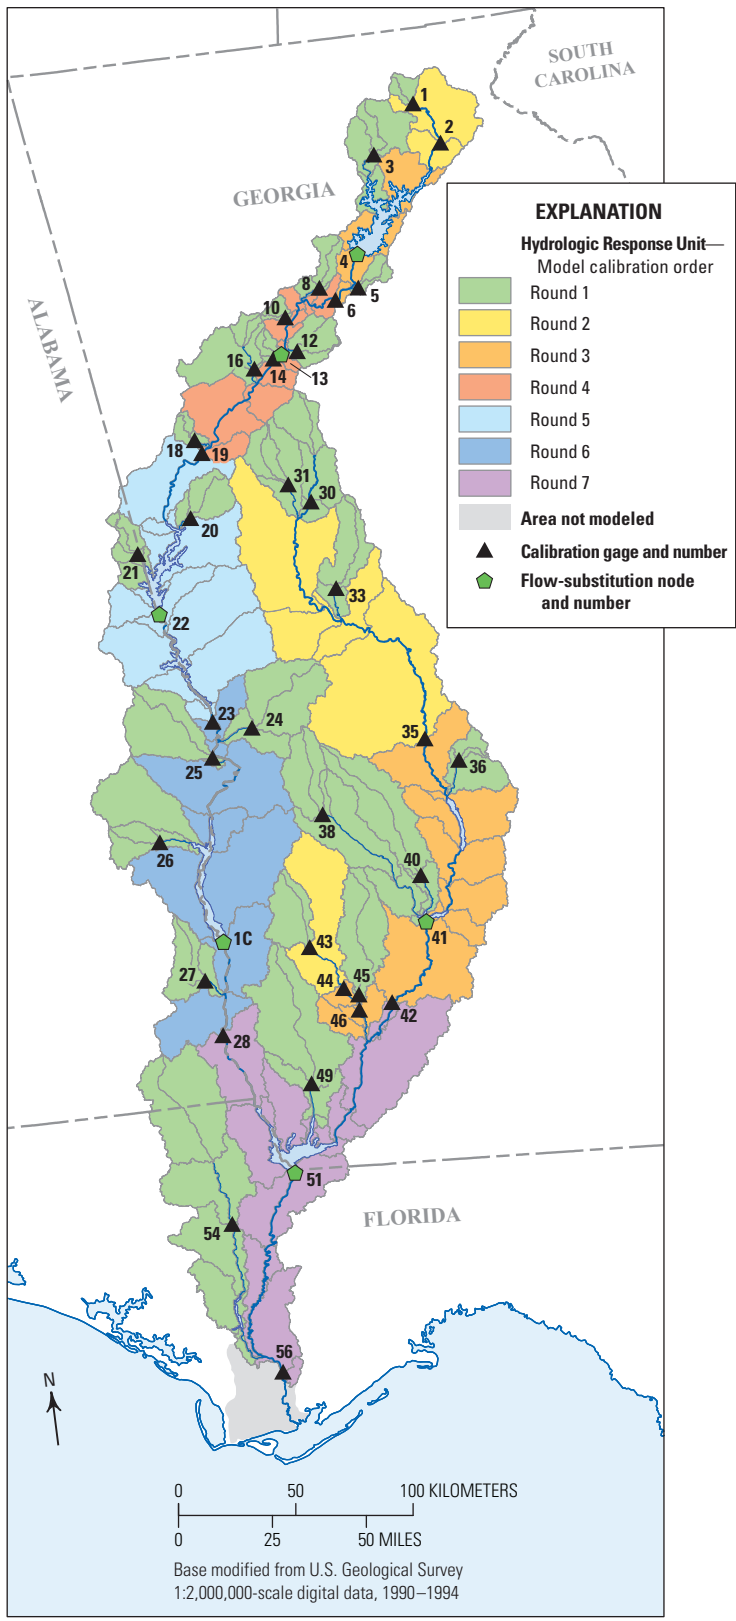 SOUTH
CAROLINA
GEORGIA
ALABAMA
FLORIDA
EXPLANATION
Hydrologic Response Unit—
Model calibration order
Round 1
Round 2
Round 3
Round 4
Round 5
Round 6
Round 7
Area not modeled
Calibration gage and number
Flow-substitution node
and number
1
2
3
4
5
6
8
10
12
13
14
16
18
19
20
21
22
23
24
25
26
27
28
1C
30
31
33
35
36
38
40
41
42
43
44
45
46
49
51
54
56
N
0 50 100 KILOMETERS
0 25 50 MILES
Base modified from U.S. Geological Survey
1:2,000,000-scale digital data, 1990–1994